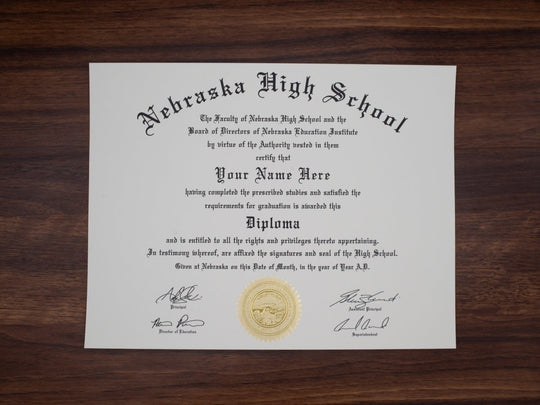 Nebraska High School
The Faculty of Nebraska High School and the
Board of Directors of Nebraska Education Institute
by virtue of the Authority vested in them
certify that
Your Name Here
having completed the prescribed studies and satisfied the
requirements for graduation is awarded this
Diploma
and is entitled to all the rights and privileges thereto appertaining.
In testimony whereof, are affixed the signatures and seal of the High School.
Given at Nebraska on this Date of Month, in the year of Year A.D.
Principal
Assistant Principal
Director of Education
Superintendent